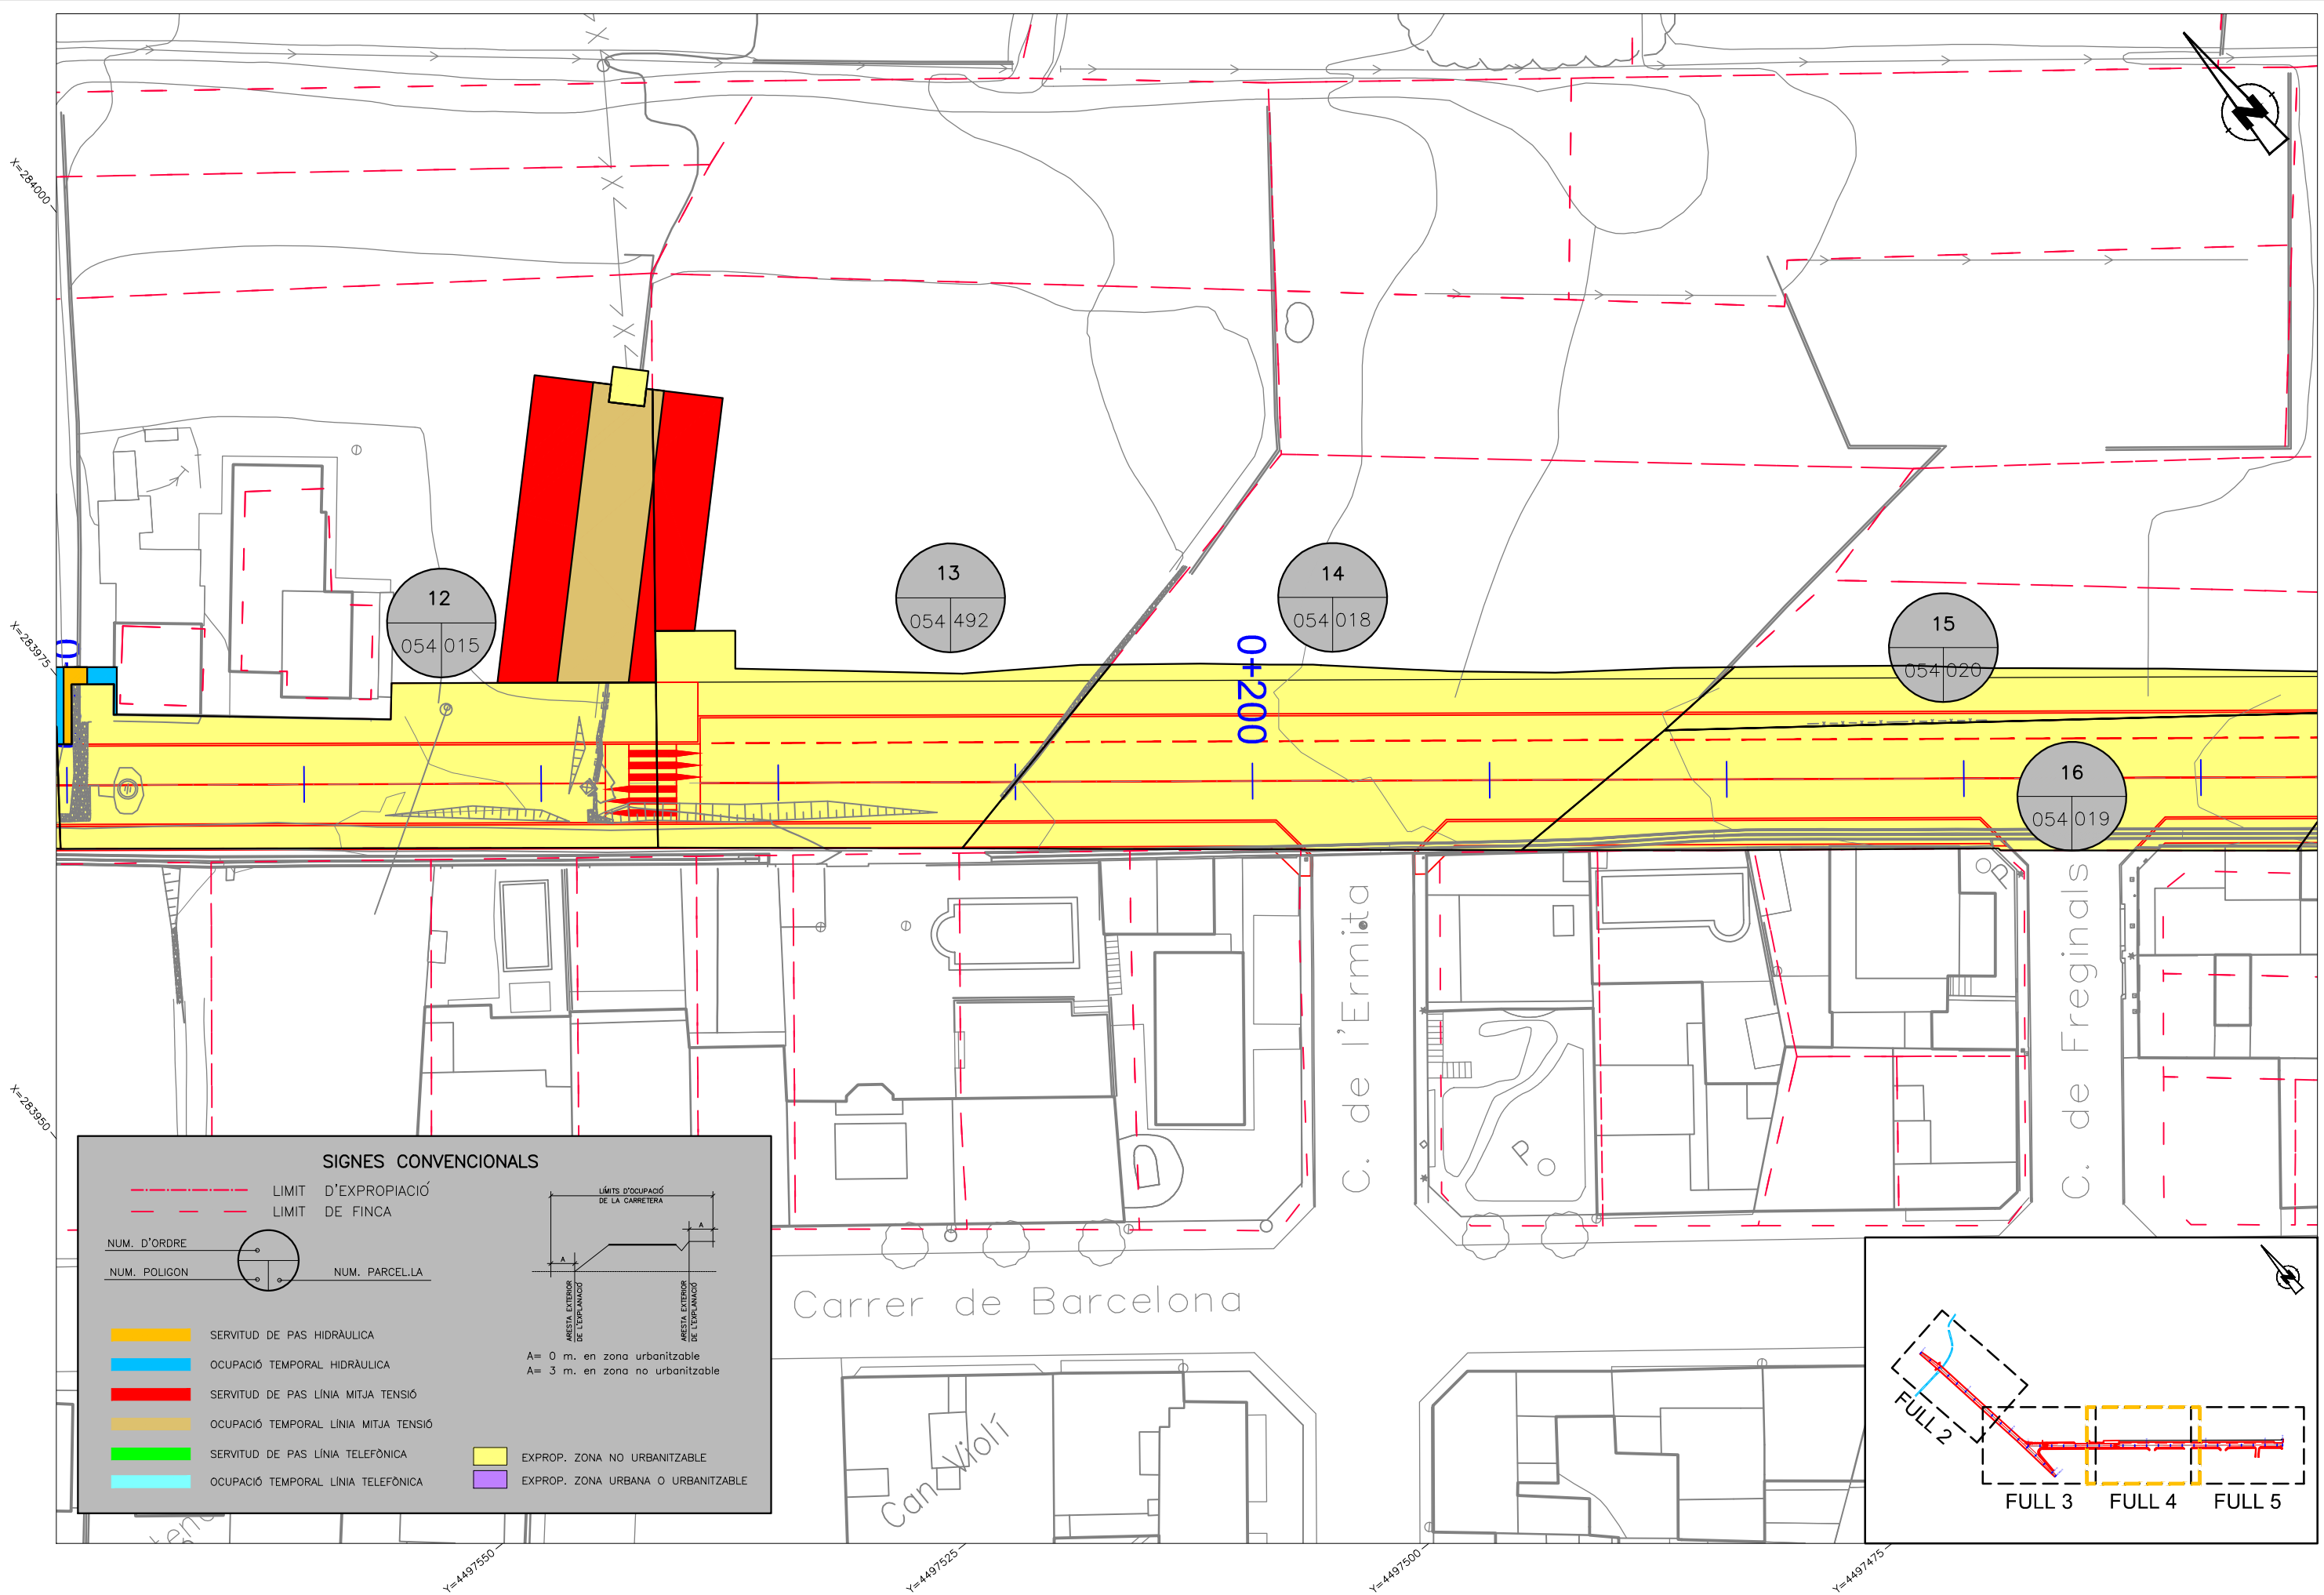 X=284000
N
12
054 015
13
054 492
14
054 018
15
054 020
16
054 019
X=283975
0+200
X=283950
C. de l'Ermita
C. de Freginals
P
P
Carrer de Barcelona
Can Violí
SIGNES CONVENCIONALS
LIMIT D'EXPROPIACIÓ
LIMIT DE FINCA
NUM. D'ORDRE
NUM. POLIGON
NUM. PARCEL.LA
LÍMITS D'OCUPACIÓ
DE LA CARRETERA
A
A
ARESTA EXTERIOR
DE L'EXPLANACIÓ
ARESTA EXTERIOR
DE L'EXPLANACIÓ
A= 0 m. en zona urbanitzable
A= 3 m. en zona no urbanitzable
SERVITUD DE PAS HIDRÀULICA
OCUPACIÓ TEMPORAL HIDRÀULICA
SERVITUD DE PAS LÍNIA MITJA TENSIÓ
OCUPACIÓ TEMPORAL LÍNIA MITJA TENSIÓ
SERVITUD DE PAS LÍNIA TELEFÒNICA
OCUPACIÓ TEMPORAL LÍNIA TELEFÒNICA
EXPROP. ZONA NO URBANITZABLE
EXPROP. ZONA URBANA O URBANITZABLE
N
FULL 2
FULL 3
FULL 4
FULL 5
Y=4497550
Y=4497525
Y=4497500
Y=4497475